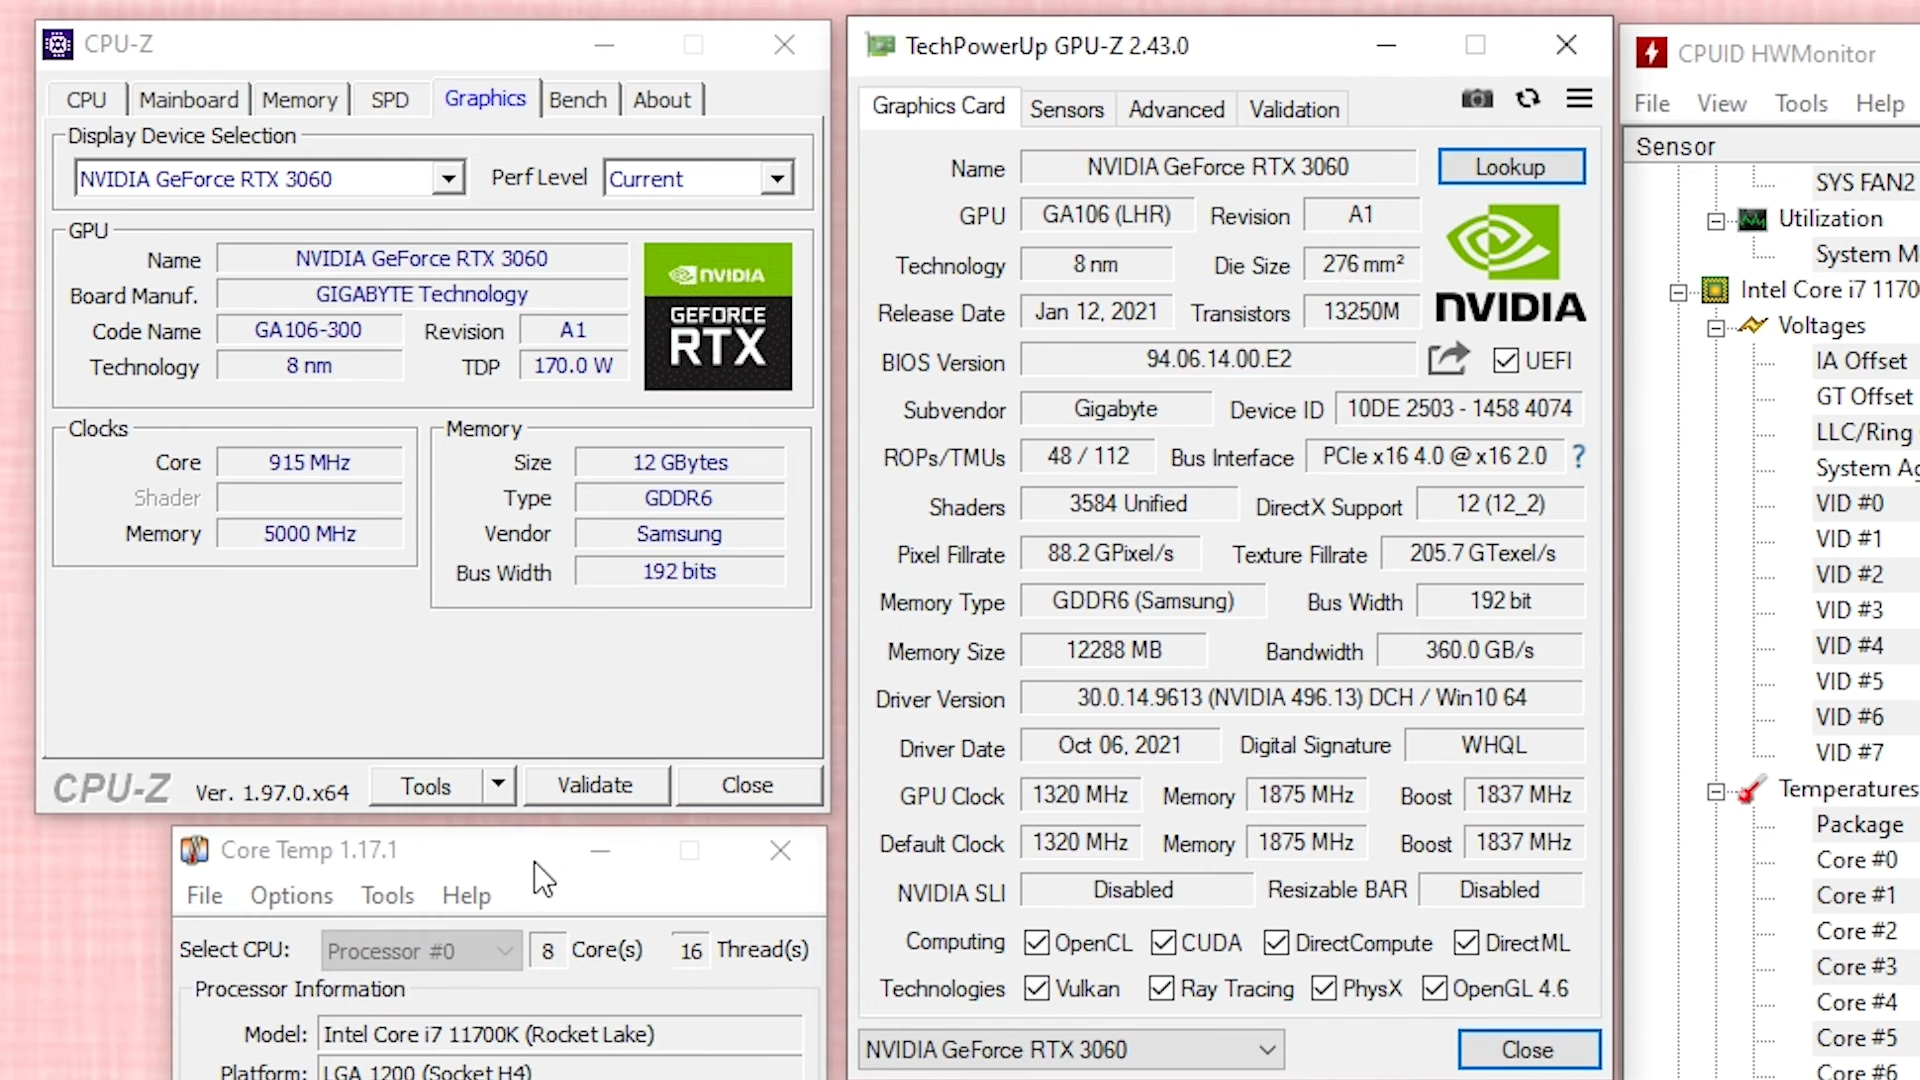 CPU-Z
CPU Mainboard Memory SPD Graphics Bench About
Display Device Selection
NVIDIA GeForce RTX 3060 Perf Level Current
GPU
Name NVIDIA GeForce RTX 3060
Board Manuf. GIGABYTE Technology
Code Name GA106-300 Revision A1
Technology 8 nm TDP 170.0 W
NVIDIA
GEFORCE
RTX
Clocks
Core 915 MHz
Shader
Memory 5000 MHz
Memory
Size 12 GBytes
Type GDDR6
Vendor Samsung
Bus Width 192 bits
CPU-Z Ver. 1.97.0.x64 Tools Validate Close
Core Temp 1.17.1
File Options Tools Help
Select CPU: Processor #0 8 Core(s) 16 Thread(s)
Processor Information
Model: Intel Core i7 11700K (Rocket Lake)
Platform: LGA 1200 (Socket H4)
TechPowerUp GPU-Z 2.43.0
Graphics Card Sensors Advanced Validation
Name NVIDIA GeForce RTX 3060 Lookup
GPU GA106 (LHR) Revision A1
Technology 8 nm Die Size 276 mm²
Release Date Jan 12, 2021 Transistors 13250M
NVIDIA
BIOS Version 94.06.14.00.E2 UEFI
Subvendor Gigabyte Device ID 10DE 2503 - 1458 4074
ROPs/TMUs 48 / 112 Bus Interface PCIe x16 4.0 @ x16 2.0 ?
Shaders 3584 Unified DirectX Support 12 (12_2)
Pixel Fillrate 88.2 GPixel/s Texture Fillrate 205.7 GTexel/s
Memory Type GDDR6 (Samsung) Bus Width 192 bit
Memory Size 12288 MB Bandwidth 360.0 GB/s
Driver Version 30.0.14.9613 (NVIDIA 496.13) DCH / Win10 64
Driver Date Oct 06, 2021 Digital Signature WHQL
GPU Clock 1320 MHz Memory 1875 MHz Boost 1837 MHz
Default Clock 1320 MHz Memory 1875 MHz Boost 1837 MHz
NVIDIA SLI Disabled Resizable BAR Disabled
Computing OpenCL CUDA DirectCompute DirectML
Technologies Vulkan Ray Tracing PhysX OpenGL 4.6
NVIDIA GeForce RTX 3060 Close
CPUID HWMonitor
File View Tools Help
Sensor
SYS FAN2
Utilization
System M
Intel Core i7 1170
Voltages
IA Offset
GT Offset
LLC/Ring
System Ag
VID #0
VID #1
VID #2
VID #3
VID #4
VID #5
VID #6
VID #7
Temperatures
Package
Core #0
Core #1
Core #2
Core #3
Core #4
Core #5
Core #6